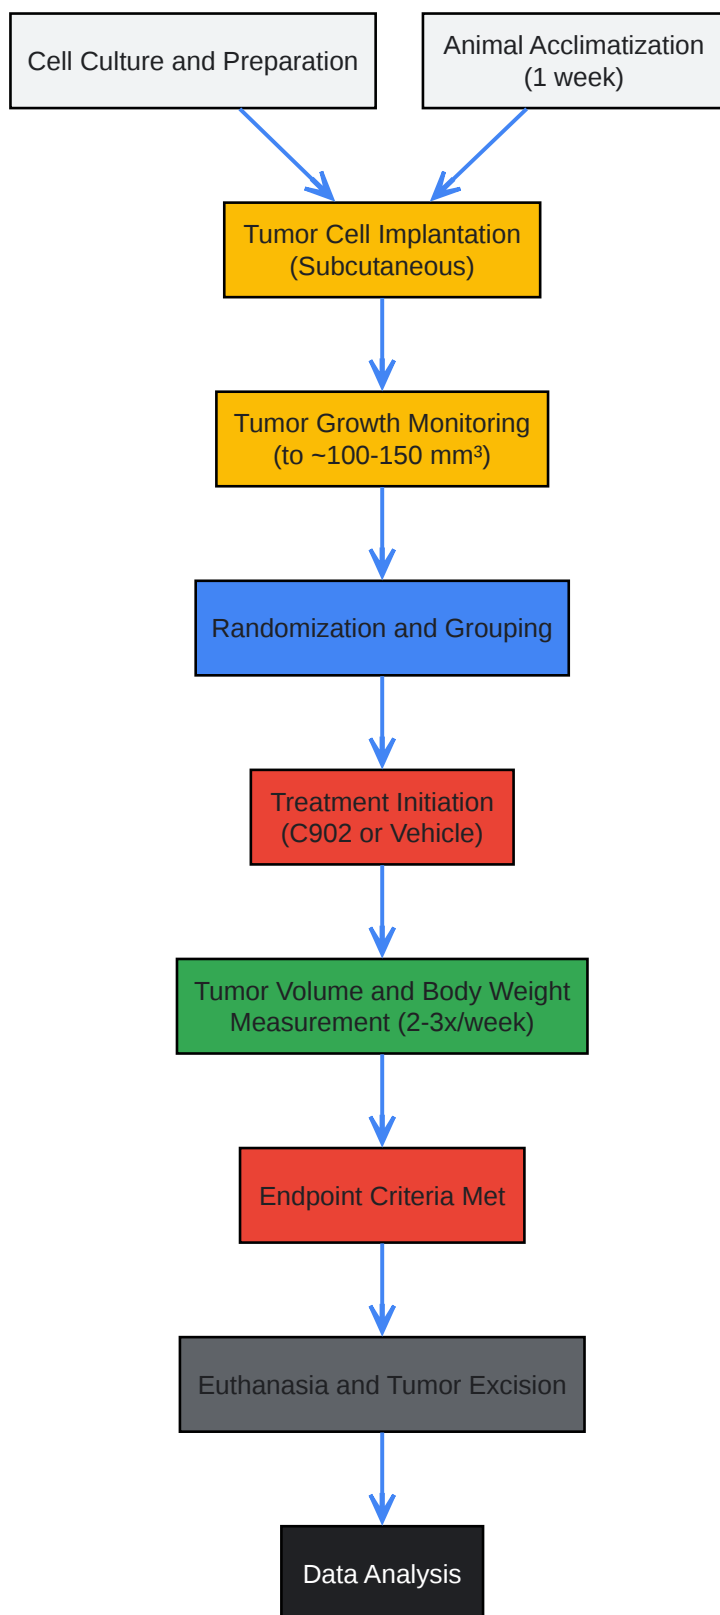 Cell Culture and Preparation
Animal Acclimatization
(1 week)
Tumor Cell Implantation
(Subcutaneous)
Tumor Growth Monitoring
(to ~100-150 mm³)
Randomization and Grouping
Treatment Initiation
(C902 or Vehicle)
Tumor Volume and Body Weight
Measurement (2-3x/week)
Endpoint Criteria Met
Euthanasia and Tumor Excision
Data Analysis